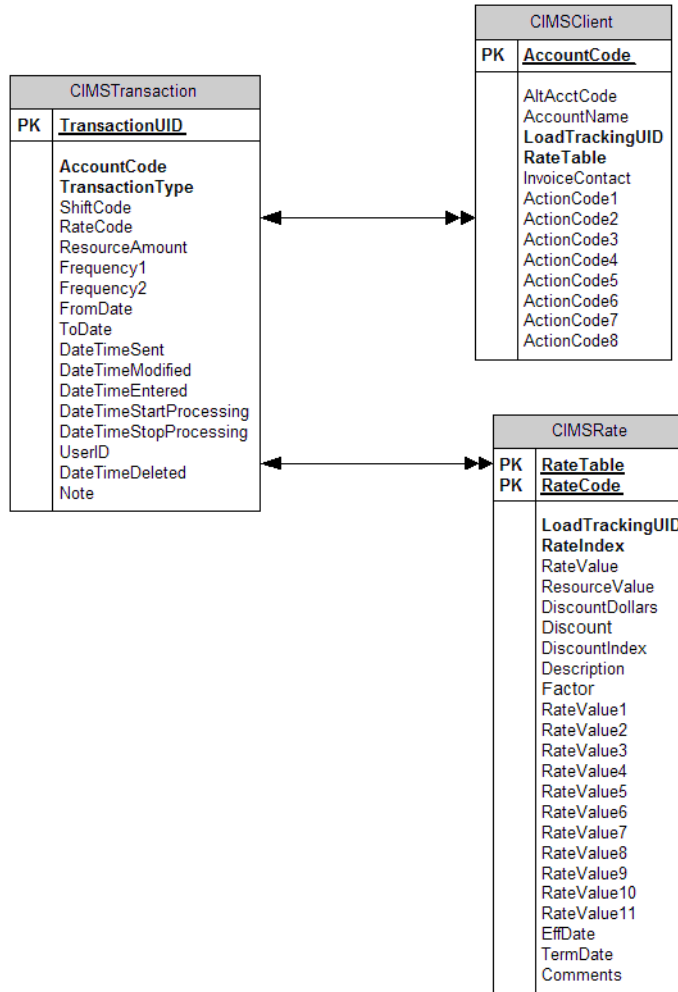 CIMSTransaction
PK TransactionUID
AccountCode
TransactionType
ShiftCode
RateCode
ResourceAmount
Frequency1
Frequency2
FromDate
ToDate
DateTimeSent
DateTimeModified
DateTimeEntered
DateTimeStartProcessing
DateTimeStopProcessing
UserID
DateTimeDeleted
Note
CIMSClient
PK AccountCode
AltAcctCode
AccountName
LoadTrackingUID
RateTable
InvoiceContact
ActionCode1
ActionCode2
ActionCode3
ActionCode4
ActionCode5
ActionCode6
ActionCode7
ActionCode8
CIMSRate
PK RateTable
PK RateCode
LoadTrackingUID
RateIndex
RateValue
ResourceValue
DiscountDollars
Discount
DiscountIndex
Description
Factor
RateValue1
RateValue2
RateValue3
RateValue4
RateValue5
RateValue6
RateValue7
RateValue8
RateValue9
RateValue10
RateValue11
EffDate
TermDate
Comments